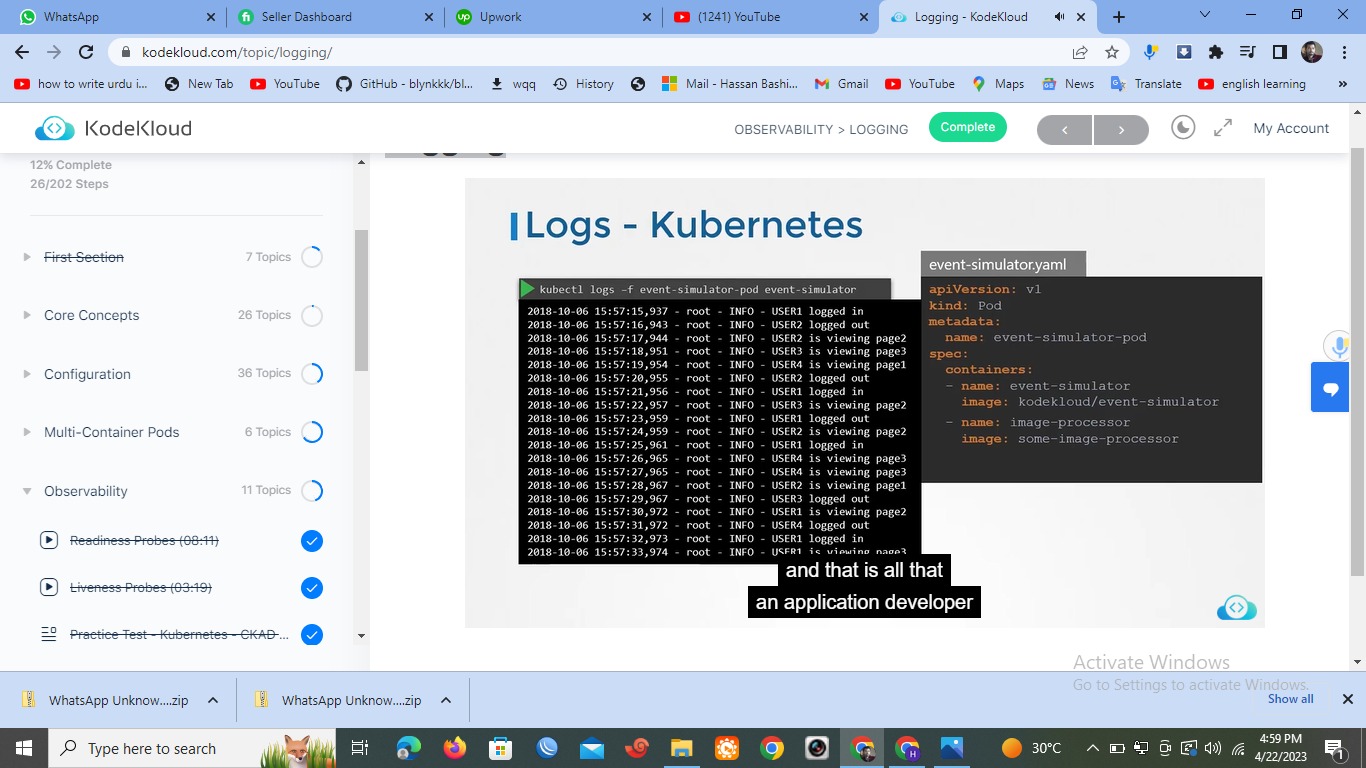 WhatsApp
Seller Dashboard
Upwork
(1241) YouTube
Logging - KodeKloud
kodekloud.com/topic/logging/
how to write urdu i...
New Tab
YouTube
GitHub - blynkkk/bl...
wqq
History
Mail - Hassan Bashi...
Gmail
YouTube
Maps
News
Translate
english learning
KodeKloud
OBSERVABILITY > LOGGING
Complete
My Account
12% Complete
26/202 Steps
First Section
7 Topics
Core Concepts
26 Topics
Configuration
36 Topics
Multi-Container Pods
6 Topics
Observability
11 Topics
Readiness Probes (08:11)
Liveness Probes (03:19)
Practice Test - Kubernetes - CKAD ...
Logs - Kubernetes
kubectl logs –f event-simulator-pod event-simulator
2018-10-06 15:57:15,937 - root - INFO - USER1 logged in
2018-10-06 15:57:16,943 - root - INFO - USER2 logged out
2018-10-06 15:57:17,944 - root - INFO - USER2 is viewing page2
2018-10-06 15:57:18,951 - root - INFO - USER3 is viewing page3
2018-10-06 15:57:19,954 - root - INFO - USER4 is viewing page1
2018-10-06 15:57:20,955 - root - INFO - USER2 logged out
2018-10-06 15:57:21,956 - root - INFO - USER1 logged in
2018-10-06 15:57:22,957 - root - INFO - USER3 is viewing page2
2018-10-06 15:57:23,959 - root - INFO - USER1 logged out
2018-10-06 15:57:24,959 - root - INFO - USER2 is viewing page2
2018-10-06 15:57:25,961 - root - INFO - USER1 logged in
2018-10-06 15:57:26,965 - root - INFO - USER4 is viewing page3
2018-10-06 15:57:27,965 - root - INFO - USER4 is viewing page3
2018-10-06 15:57:28,967 - root - INFO - USER2 is viewing page1
2018-10-06 15:57:29,967 - root - INFO - USER3 logged out
2018-10-06 15:57:30,972 - root - INFO - USER1 is viewing page2
2018-10-06 15:57:31,972 - root - INFO - USER4 logged out
2018-10-06 15:57:32,973 - root - INFO - USER1 logged in
2018-10-06 15:57:33,974 - root - INFO - USER1 is viewing page3
event-simulator.yaml
apiVersion: v1
kind: Pod
metadata:
name: event-simulator-pod
spec:
containers:
- name: event-simulator
image: kodekloud/event-simulator
- name: image-processor
image: some-image-processor
and that is all that
an application developer
Activate Windows
Go to Settings to activate Windows.
WhatsApp Unknow....zip
WhatsApp Unknow....zip
Show all
Type here to search
30°C
4:59 PM
4/22/2023
1